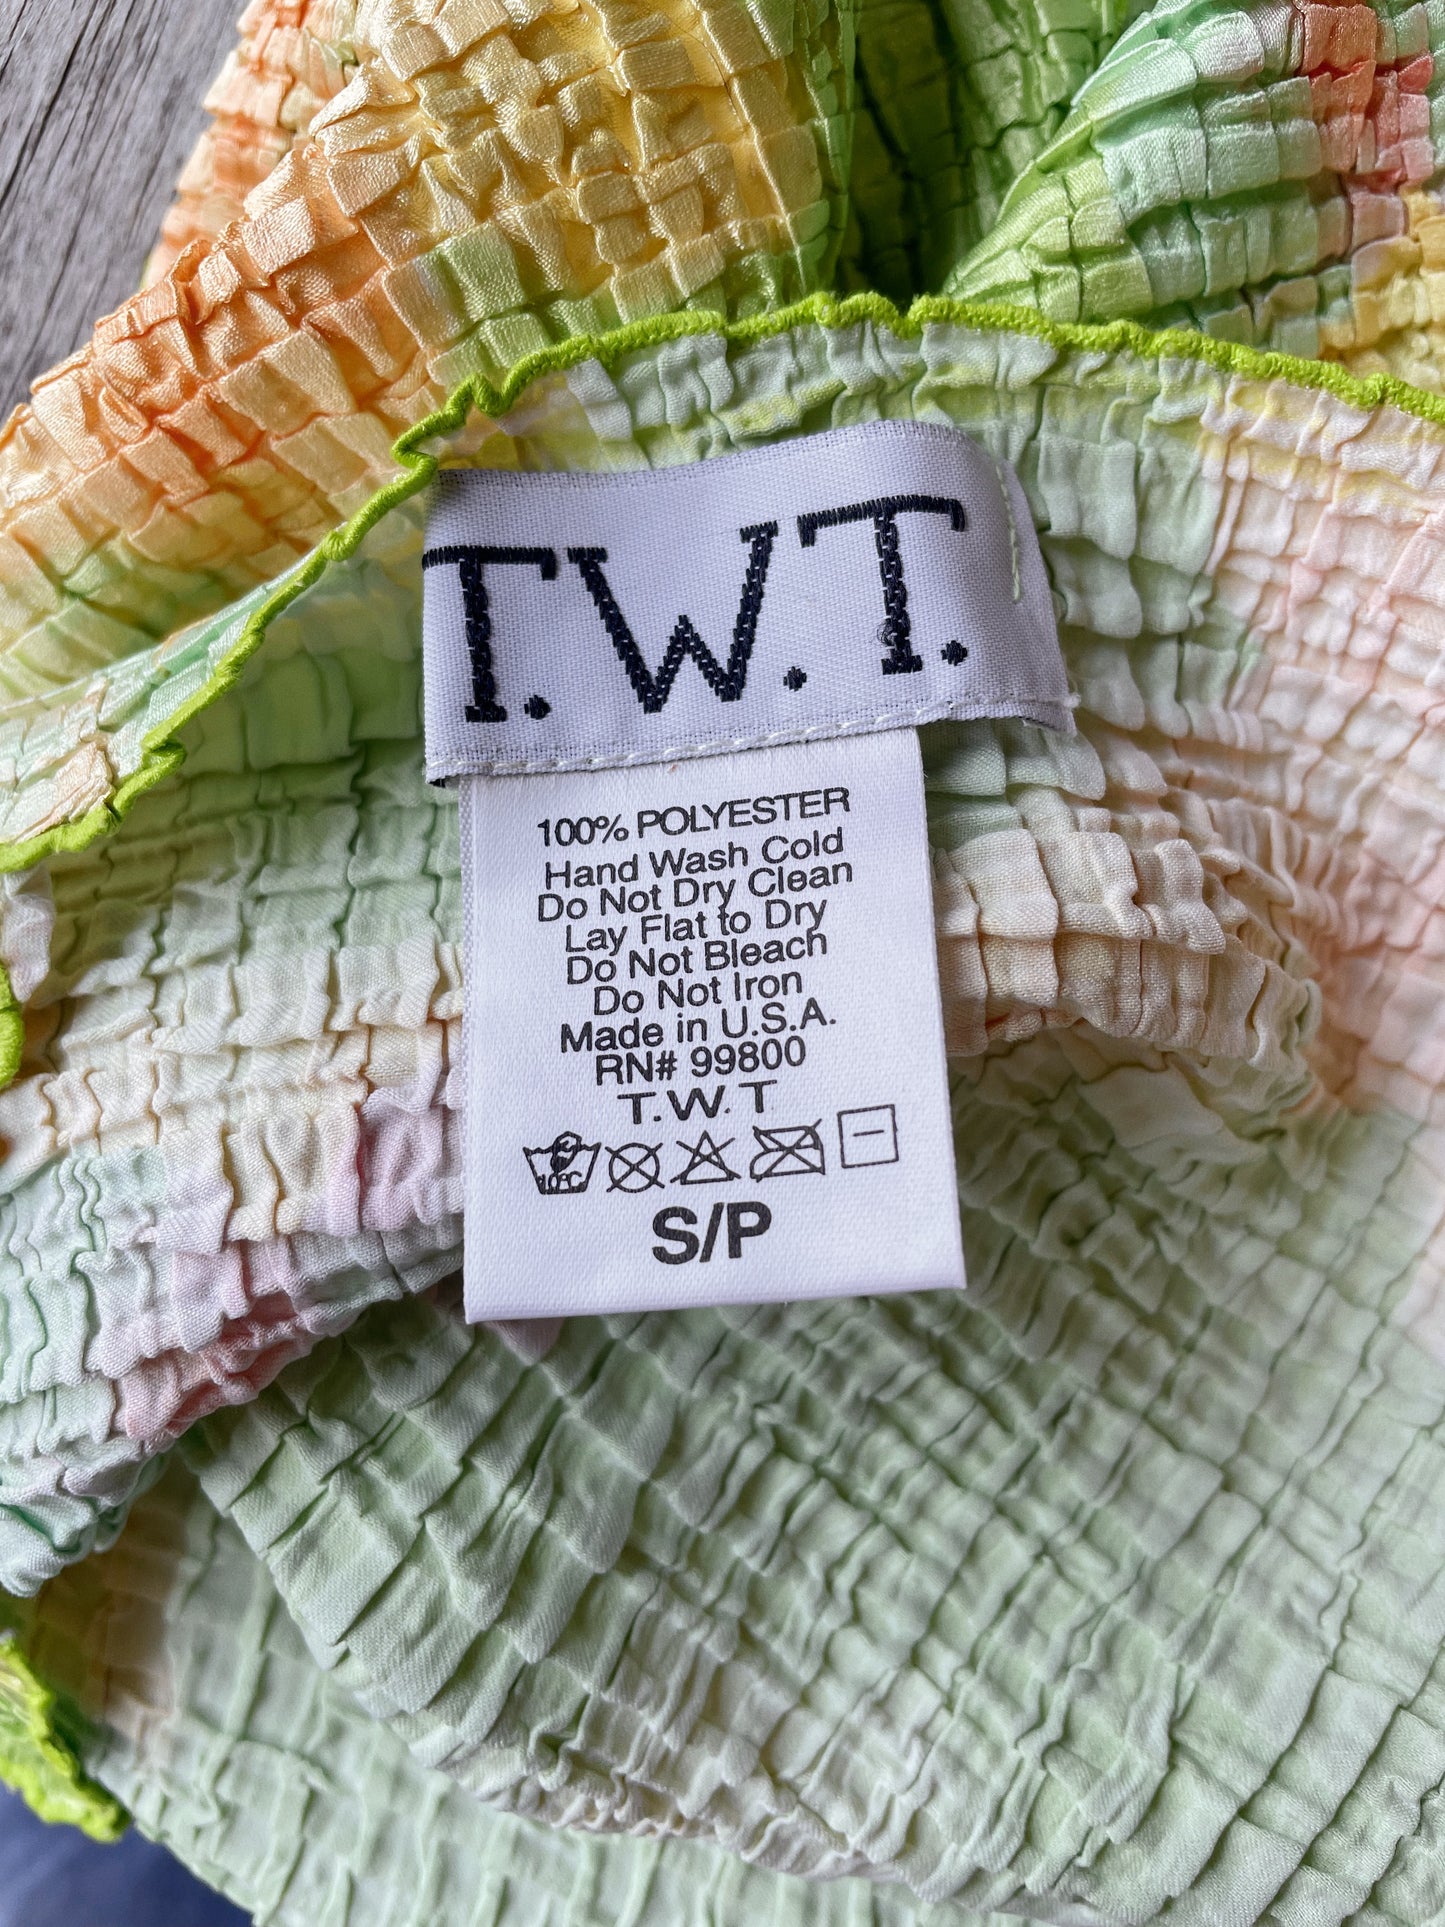 T.W.T.
100% POLYESTER
Hand Wash Cold
Do Not Dry Clean
Lay Flat to Dry
Do Not Bleach
Do Not Iron
Made in U.S.A.
RN# 99800
T.W.T
S/P